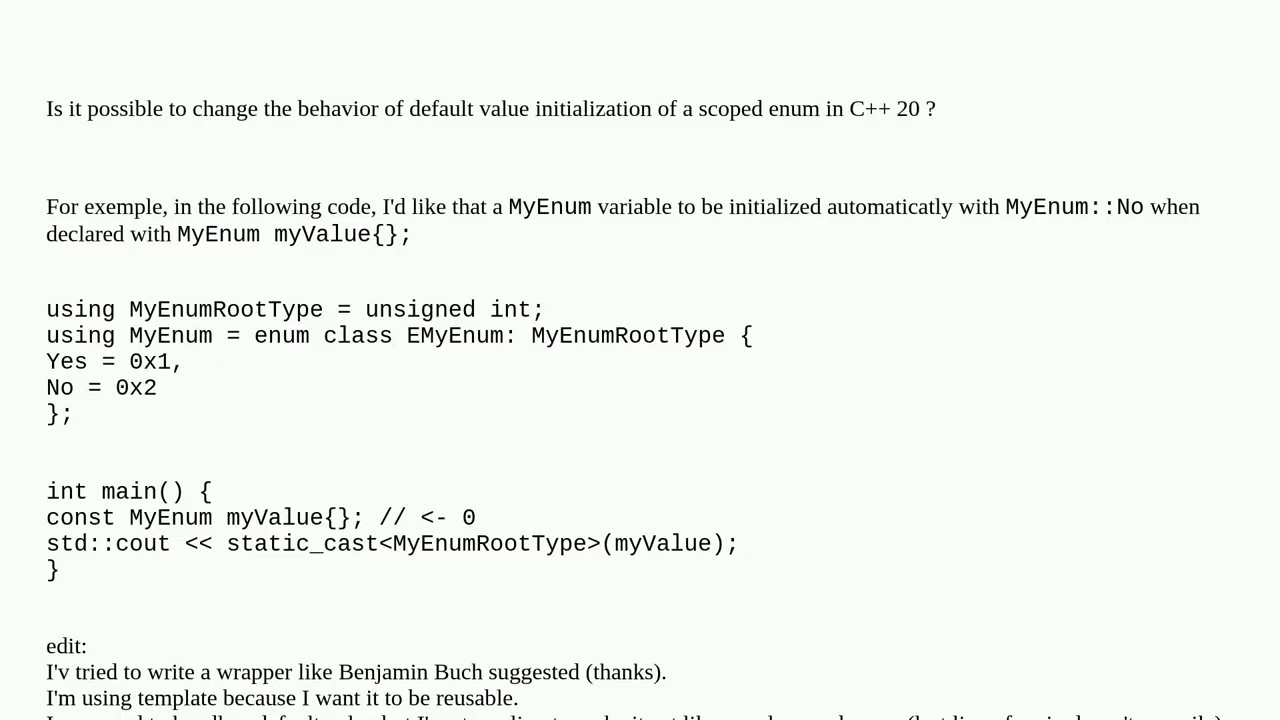 Is it possible to change the behavior of default value initialization of a scoped enum in C++ 20 ?
For exemple, in the following code, I'd like that a MyEnum variable to be initialized automaticatly with MyEnum::No when
declared with MyEnum myValue{};
using MyEnumRootType = unsigned int;
using MyEnum = enum class EMyEnum: MyEnumRootType {
Yes = 0x1,
No = 0x2
};
int main() {
const MyEnum myValue{}; // <- 0
std::cout << static_cast<MyEnumRootType>(myValue);
}
edit:
I'v tried to write a wrapper like Benjamin Buch suggested (thanks).
I'm using template because I want it to be reusable.